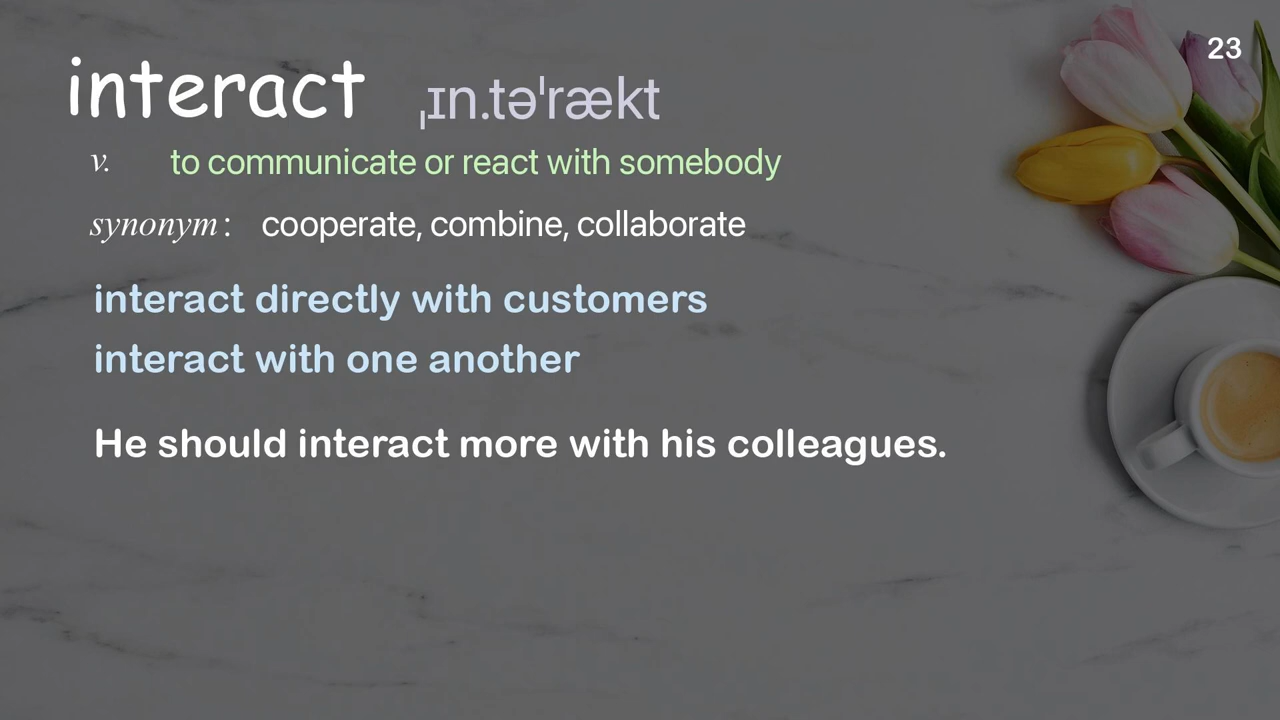 23
interact ˌɪn.təˈrækt
v. to communicate or react with somebody
synonym: cooperate, combine, collaborate
interact directly with customers
interact with one another
He should interact more with his colleagues.